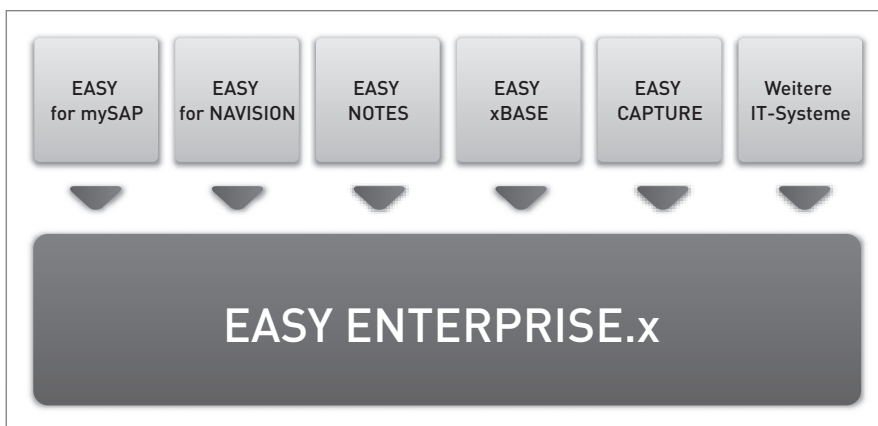 EASY
for mySAP
EASY
for NAVISION
EASY
NOTES
EASY
xBASE
EASY
CAPTURE
Weitere
IT-Systeme
EASY ENTERPRISE.x